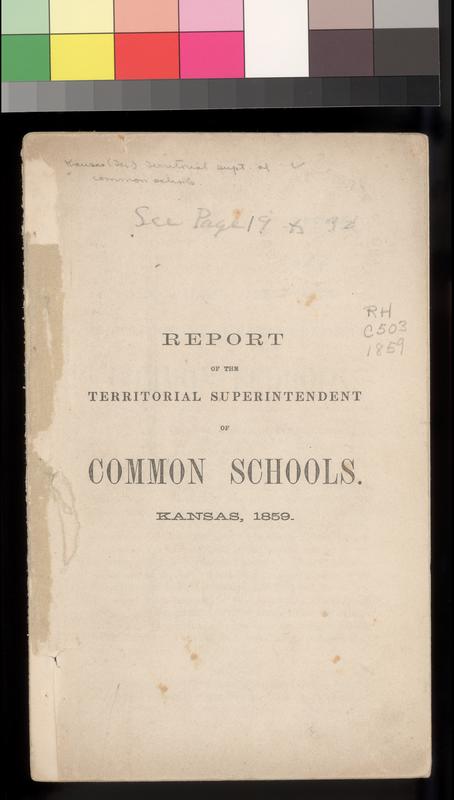 Kansas (Ter.) Territorial supt. of
common schools
See Page 19 & 32
RH
C503
1859
REPORT
OF THE
TERRITORIAL SUPERINTENDENT
OF
COMMON SCHOOLS.
KANSAS, 1859.